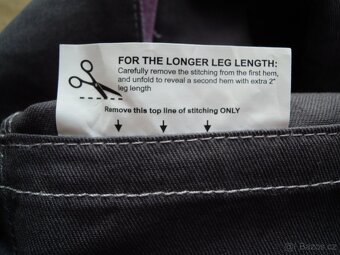 FOR THE LONGER LEG LENGTH:
Carefully remove the stitching from the first hem,
and unfold to reveal a second hem with extra 2"
leg length
Remove this top line of stitching ONLY
Bazos.cz